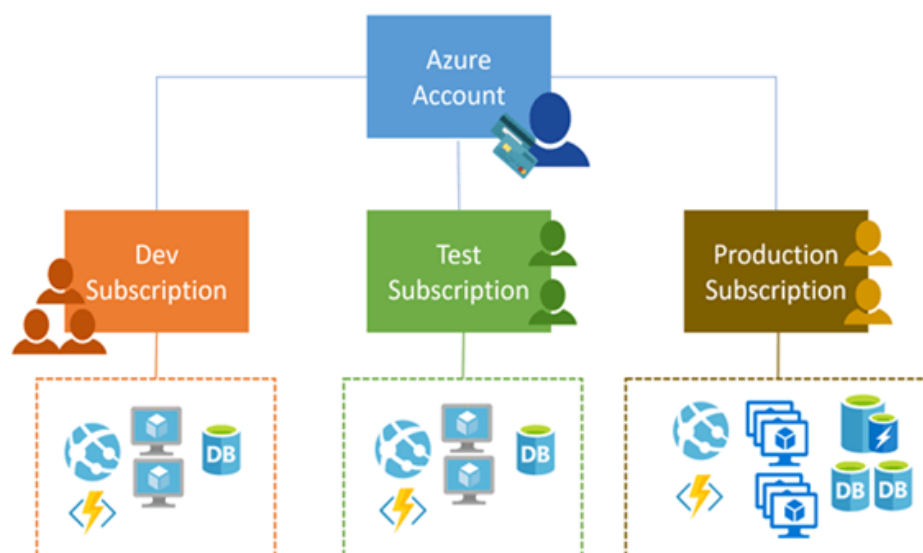 Azure
Account
Dev
Subscription
Test
Subscription
Production
Subscription
DB
DB
DB
DB